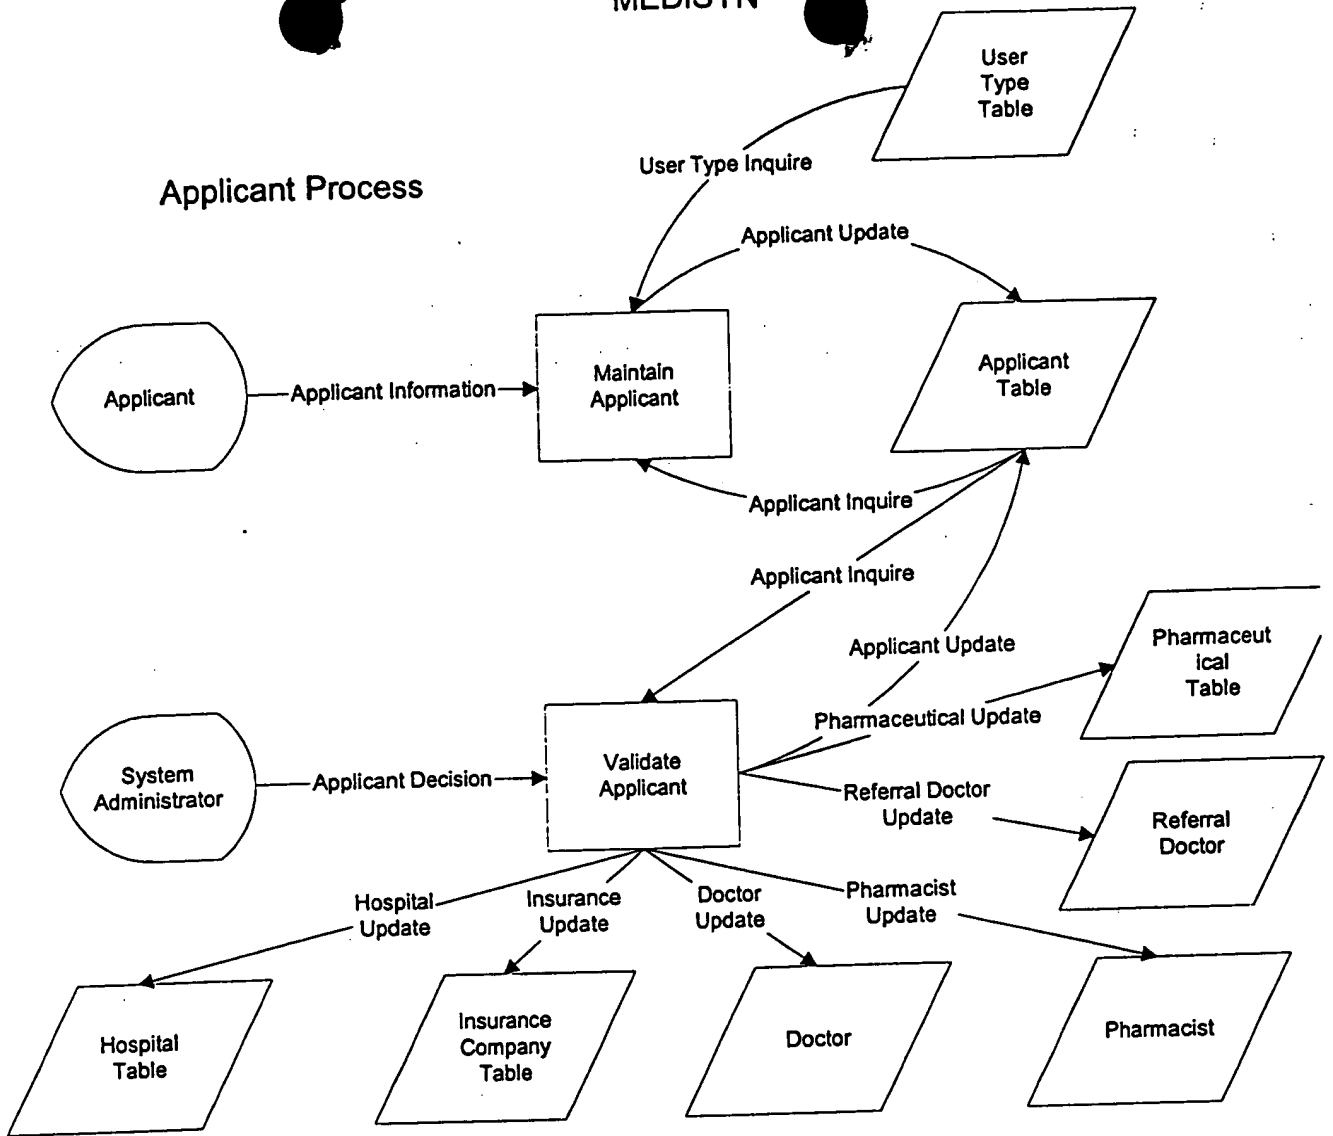 MEDISYN
User
Type
Table
User Type Inquire
Applicant Process
Applicant Update
Applicant
Applicant Information
Maintain
Applicant
Applicant
Table
Applicant Inquire
Applicant Inquire
Applicant Update
Pharmaceut
ical
Table
Pharmaceutical Update
System
Administrator
Applicant Decision
Validate
Applicant
Referral Doctor
Update
Referral
Doctor
Hospital
Update
Insurance
Update
Doctor
Update
Pharmacist
Update
Hospital
Table
Insurance
Company
Table
Doctor
Pharmacist